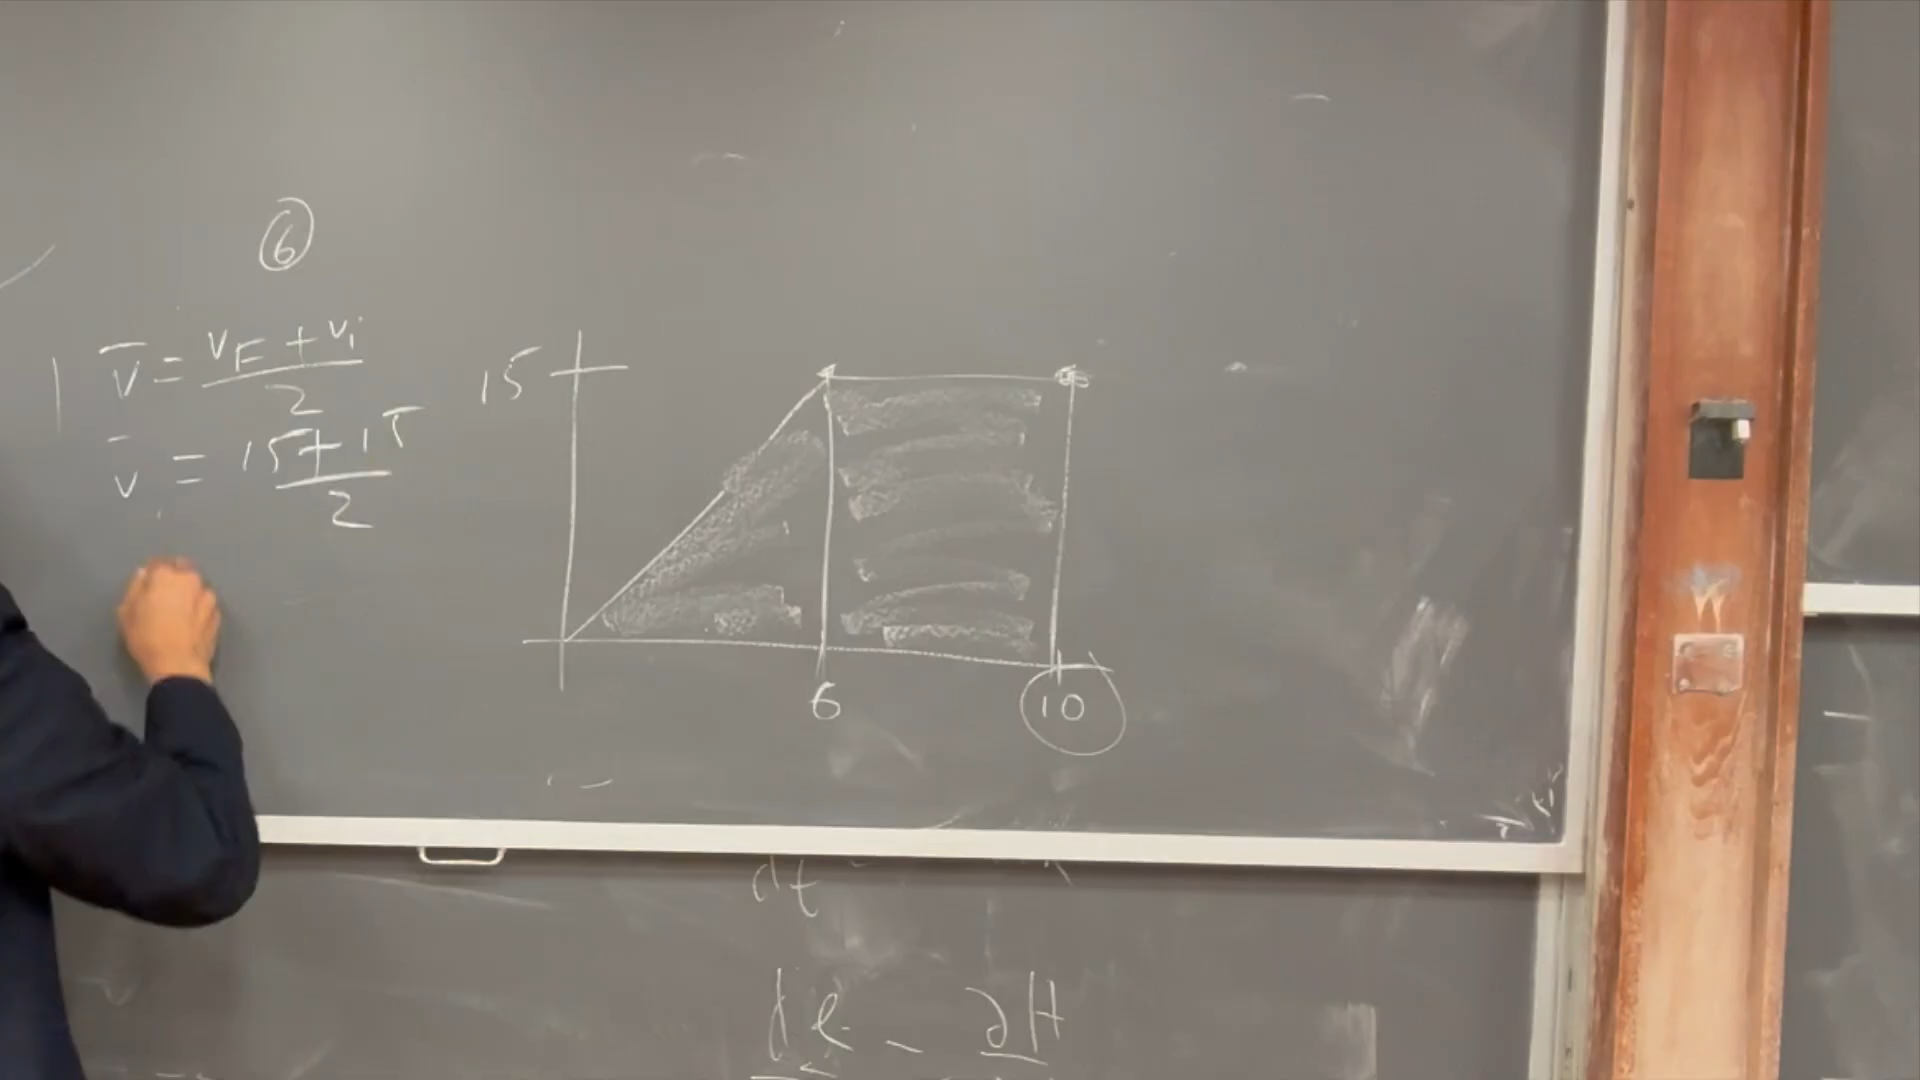 ⑥
v̄ = (v_F + v_i)/2
v̄ = (15 + 15)/2
15
6
10
dt
∂H